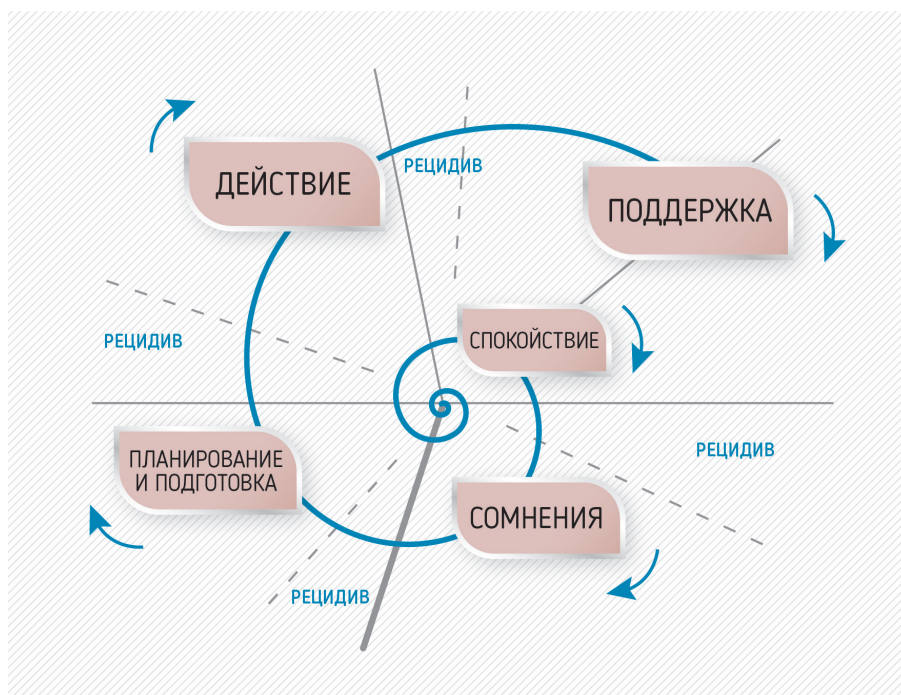 РЕЦИДИВ
ДЕЙСТВИЕ
ПОДДЕРЖКА
РЕЦИДИВ
СПОКОЙСТВИЕ
РЕЦИДИВ
ПЛАНИРОВАНИЕ
И ПОДГОТОВКА
СОМНЕНИЯ
РЕЦИДИВ